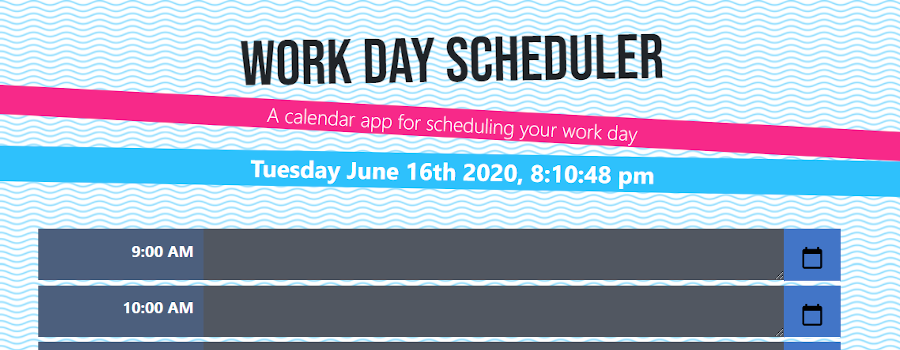 WORK DAY SCHEDULER
A calendar app for scheduling your work day
Tuesday June 16th 2020, 8:10:48 pm
9:00 AM
10:00 AM